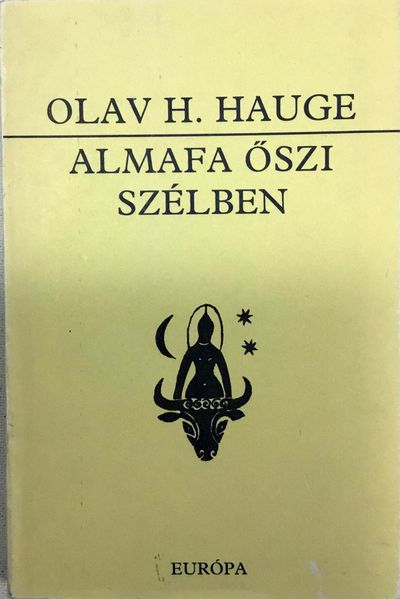 OLAV H. HAUGE
ALMAFA ŐSZI
SZÉLBEN
EURÓPA